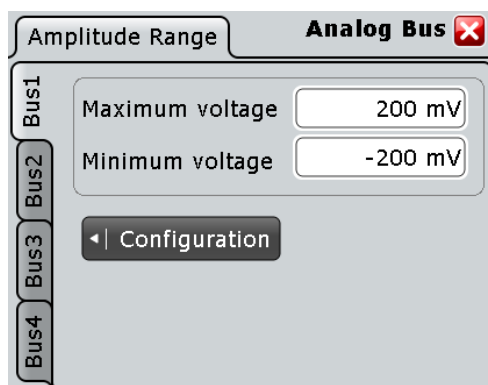 Amplitude Range
Analog Bus
Bus1
Maximum voltage 200 mV
Minimum voltage -200 mV
Bus2
Configuration
Bus3
Bus4